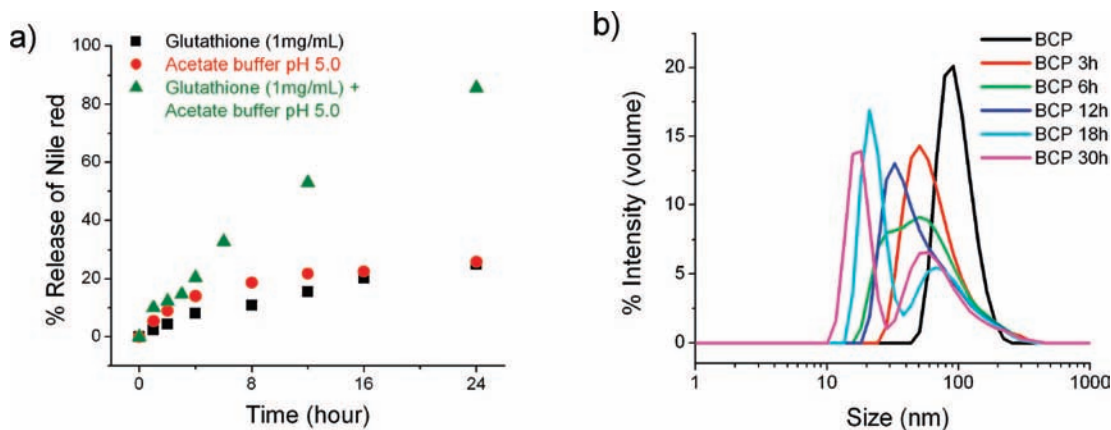 a)
Glutathione (1mg/mL)
Acetate buffer pH 5.0
Glutathione (1mg/mL) +
Acetate buffer pH 5.0
% Release of Nile red
100
80
60
40
20
0
0 8 16 24
Time (hour)
b)
BCP
BCP 3h
BCP 6h
BCP 12h
BCP 18h
BCP 30h
% Intensity (volume)
20
15
10
5
0
1 10 100 1000
Size (nm)